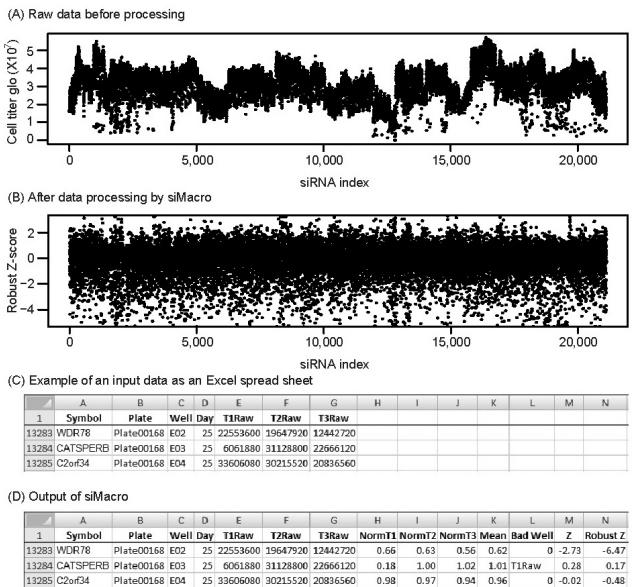 (A) Raw data before processing
Cell titer glo (X10⁷)
5
4
3
2
1
0
0 5,000 10,000 15,000 20,000
siRNA index
(B) After data processing by siMacro
Robust Z-score
2
0
−2
−4
0 5,000 10,000 15,000 20,000
siRNA index
(C) Example of an input data as an Excel spread sheet
A B C D E F G H I J K L M N
1 Symbol Plate Well Day T1Raw T2Raw T3Raw
13283 WDR78 Plate00168 E02 25 22553600 19647920 12442720
13284 CATSPERB Plate00168 E03 25 6061880 31128800 22666120
13285 C2orf34 Plate00168 E04 25 33606080 30215520 20836560
(D) Output of siMacro
A B C D E F G H I J K L M N
1 Symbol Plate Well Day T1Raw T2Raw T3Raw NormT1 NormT2 NormT3 Mean Bad Well Z Robust Z
13283 WDR78 Plate00168 E02 25 22553600 19647920 12442720 0.66 0.63 0.56 0.62 0 -2.73 -6.47
13284 CATSPERB Plate00168 E03 25 6061880 31128800 22666120 0.18 1.00 1.02 1.01 T1Raw 0.28 0.17
13285 C2orf34 Plate00168 E04 25 33606080 30215520 20836560 0.98 0.97 0.94 0.96 0 -0.02 -0.48